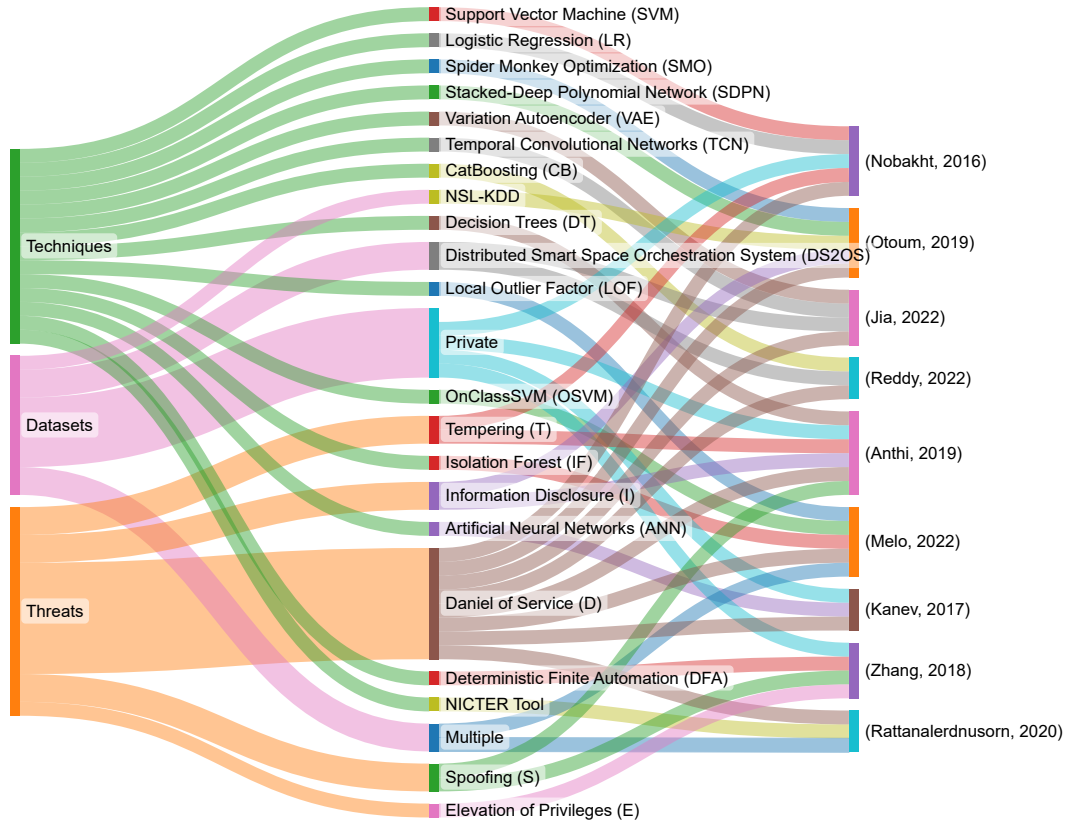 Techniques
Datasets
Threats
Support Vector Machine (SVM)
Logistic Regression (LR)
Spider Monkey Optimization (SMO)
Stacked-Deep Polynomial Network (SDPN)
Variation Autoencoder (VAE)
Temporal Convolutional Networks (TCN)
CatBoosting (CB)
NSL-KDD
Decision Trees (DT)
Distributed Smart Space Orchestration System (DS2OS)
Local Outlier Factor (LOF)
Private
OnClassSVM (OSVM)
Tempering (T)
Isolation Forest (IF)
Information Disclosure (I)
Artificial Neural Networks (ANN)
Daniel of Service (D)
Deterministic Finite Automation (DFA)
NICTER Tool
Multiple
Spoofing (S)
Elevation of Privileges (E)
(Nobakht, 2016)
(Otoum, 2019)
(Jia, 2022)
(Reddy, 2022)
(Anthi, 2019)
(Melo, 2022)
(Kanev, 2017)
(Zhang, 2018)
(Rattanalerdnusorn, 2020)